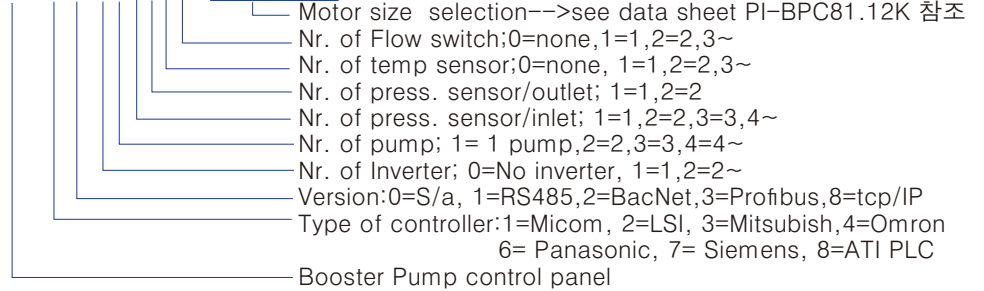 Motor size selection-->see data sheet PI-BPC81.12K 참조
Nr. of Flow switch;0=none,1=1,2=2,3~
Nr. of temp sensor;0=none, 1=1,2=2,3~
Nr. of press. sensor/outlet; 1=1,2=2
Nr. of press. sensor/inlet; 1=1,2=2,3=3,4~
Nr. of pump; 1= 1 pump,2=2,3=3,4=4~
Nr. of Inverter; 0=No inverter, 1=1,2=2~
Version:0=S/a, 1=RS485,2=BacNet,3=Profibus,8=tcp/IP
Type of controller:1=Micom, 2=LSI, 3=Mitsubish,4=Omron
6= Panasonic, 7= Siemens, 8=ATI PLC
Booster Pump control panel